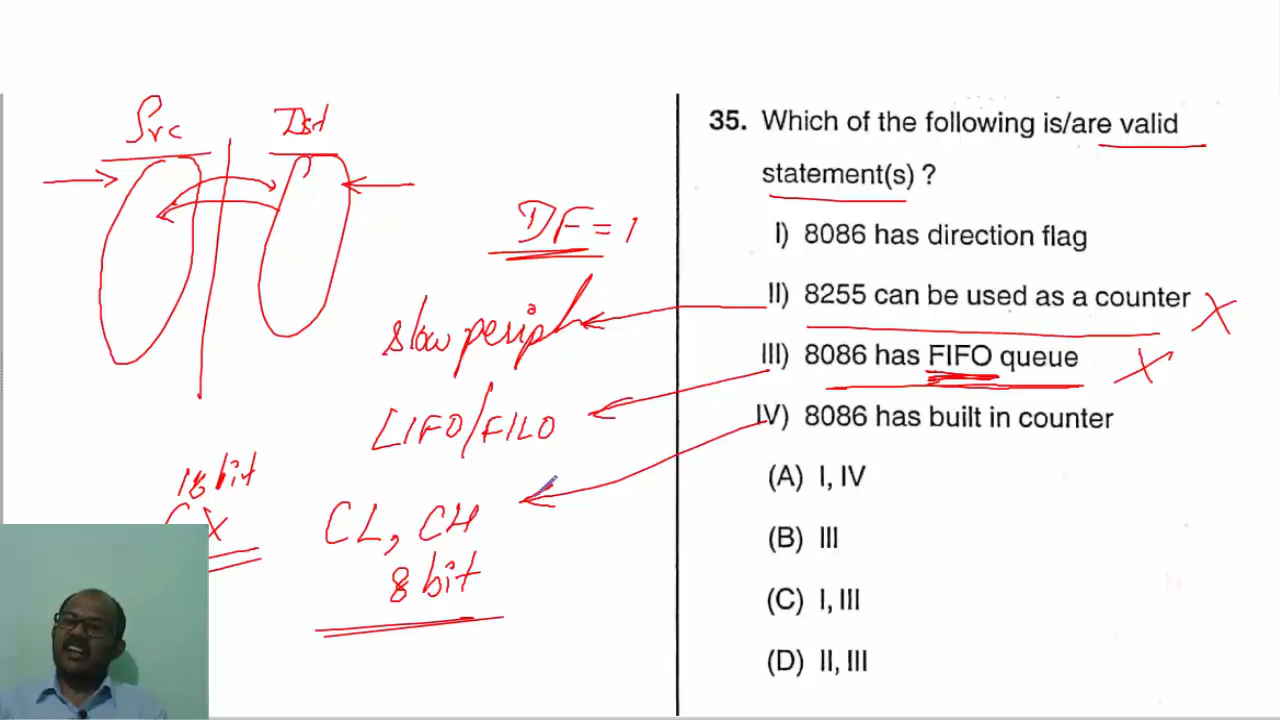 Src Dst
DF = 1
slow periph
LIFO/FILO
CL, CH
8 bit
CX
35. Which of the following is/are valid
statement(s) ?
I) 8086 has direction flag
II) 8255 can be used as a counter X
III) 8086 has FIFO queue X
IV) 8086 has built in counter
(A) I, IV
(B) III
(C) I, III
(D) II, III